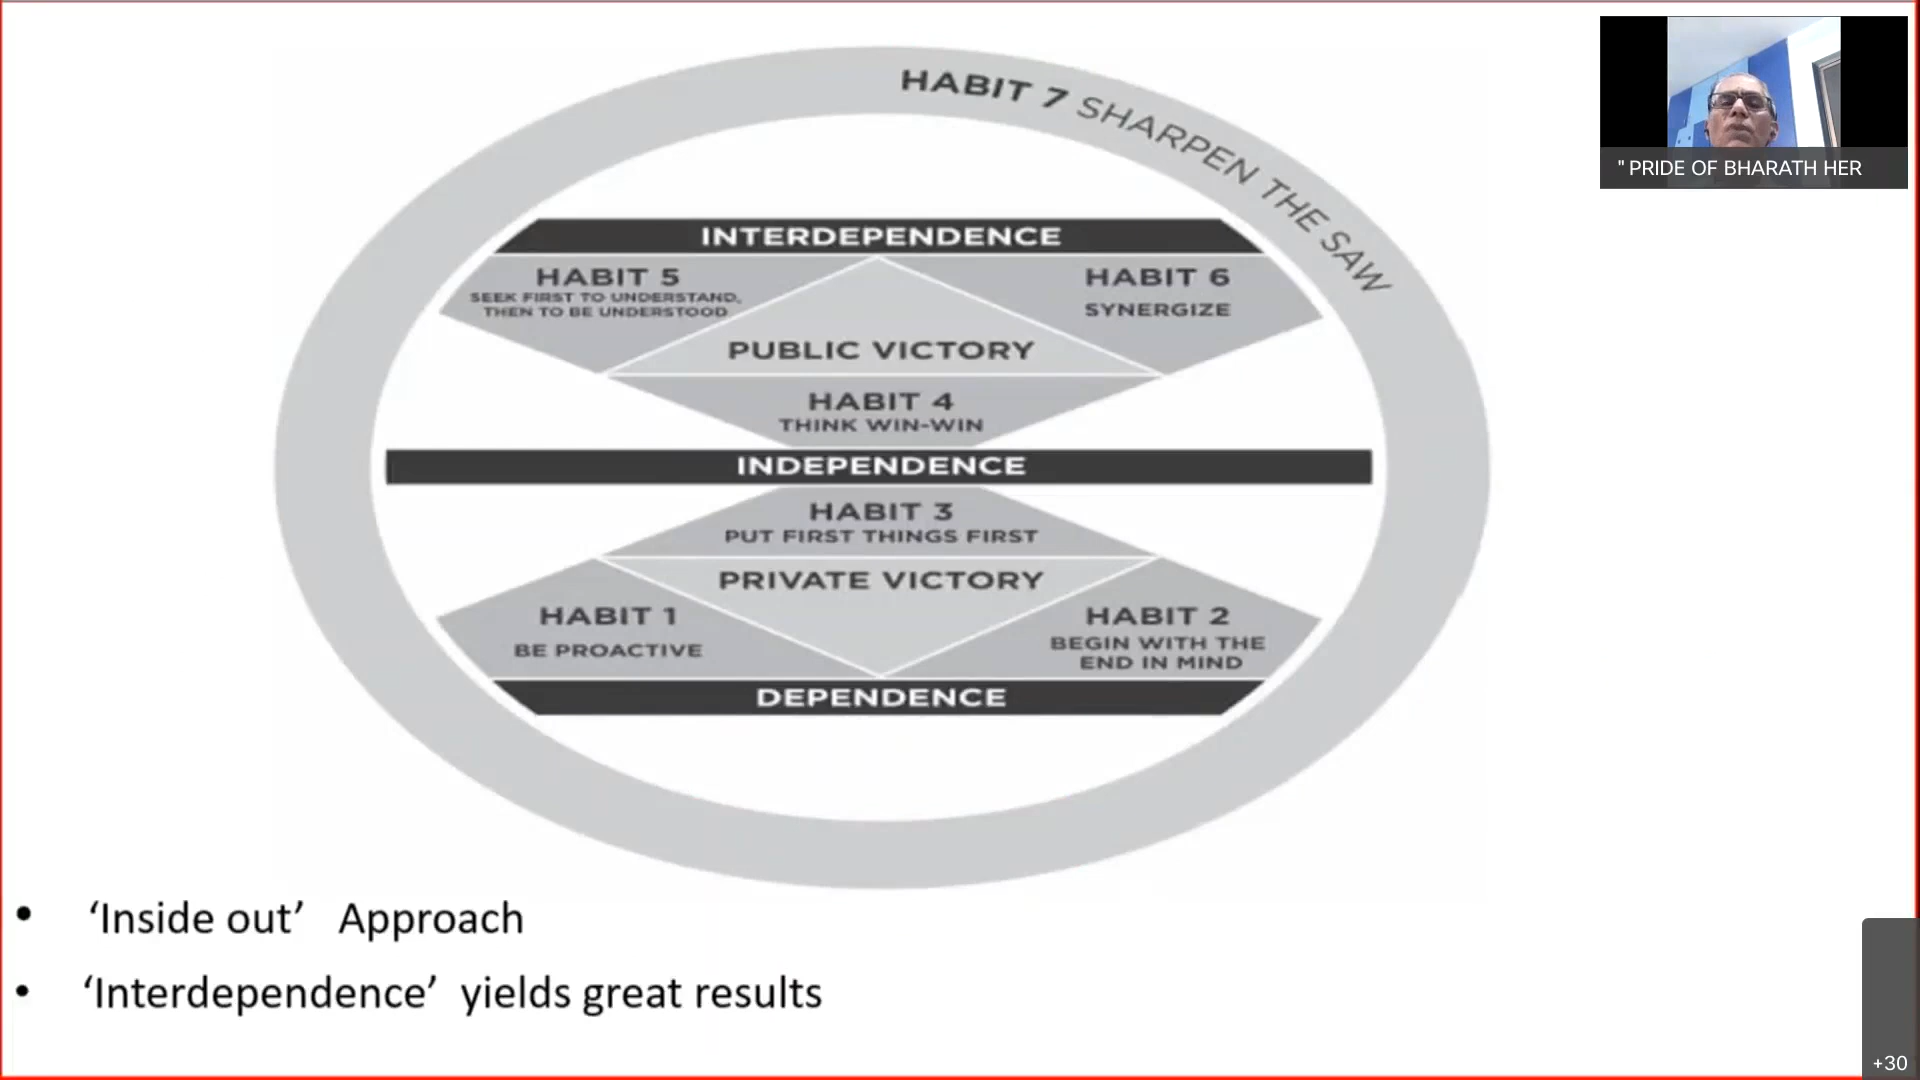 HABIT 7 SHARPEN THE SAW
" PRIDE OF BHARATH HER
INTERDEPENDENCE
HABIT 5
SEEK FIRST TO UNDERSTAND,
THEN TO BE UNDERSTOOD
HABIT 6
SYNERGIZE
PUBLIC VICTORY
HABIT 4
THINK WIN-WIN
INDEPENDENCE
HABIT 3
PUT FIRST THINGS FIRST
PRIVATE VICTORY
HABIT 1
BE PROACTIVE
HABIT 2
BEGIN WITH THE
END IN MIND
DEPENDENCE
• ‘Inside out’ Approach
• ‘Interdependence’ yields great results
+30